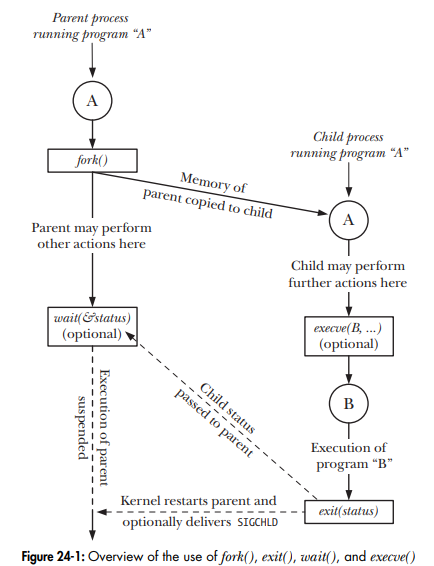 Parent process
running program “A”
A
Child process
running program “A”
fork()
Memory of
parent copied to child
A
Parent may perform
other actions here
Child may perform
further actions here
wait(&status)
(optional)
execve(B, ...)
(optional)
Child status
passed to parent
B
Execution of parent
suspended
Execution of
program “B”
Kernel restarts parent and
optionally delivers SIGCHLD
exit(status)
Figure 24-1: Overview of the use of fork(), exit(), wait(), and execve()